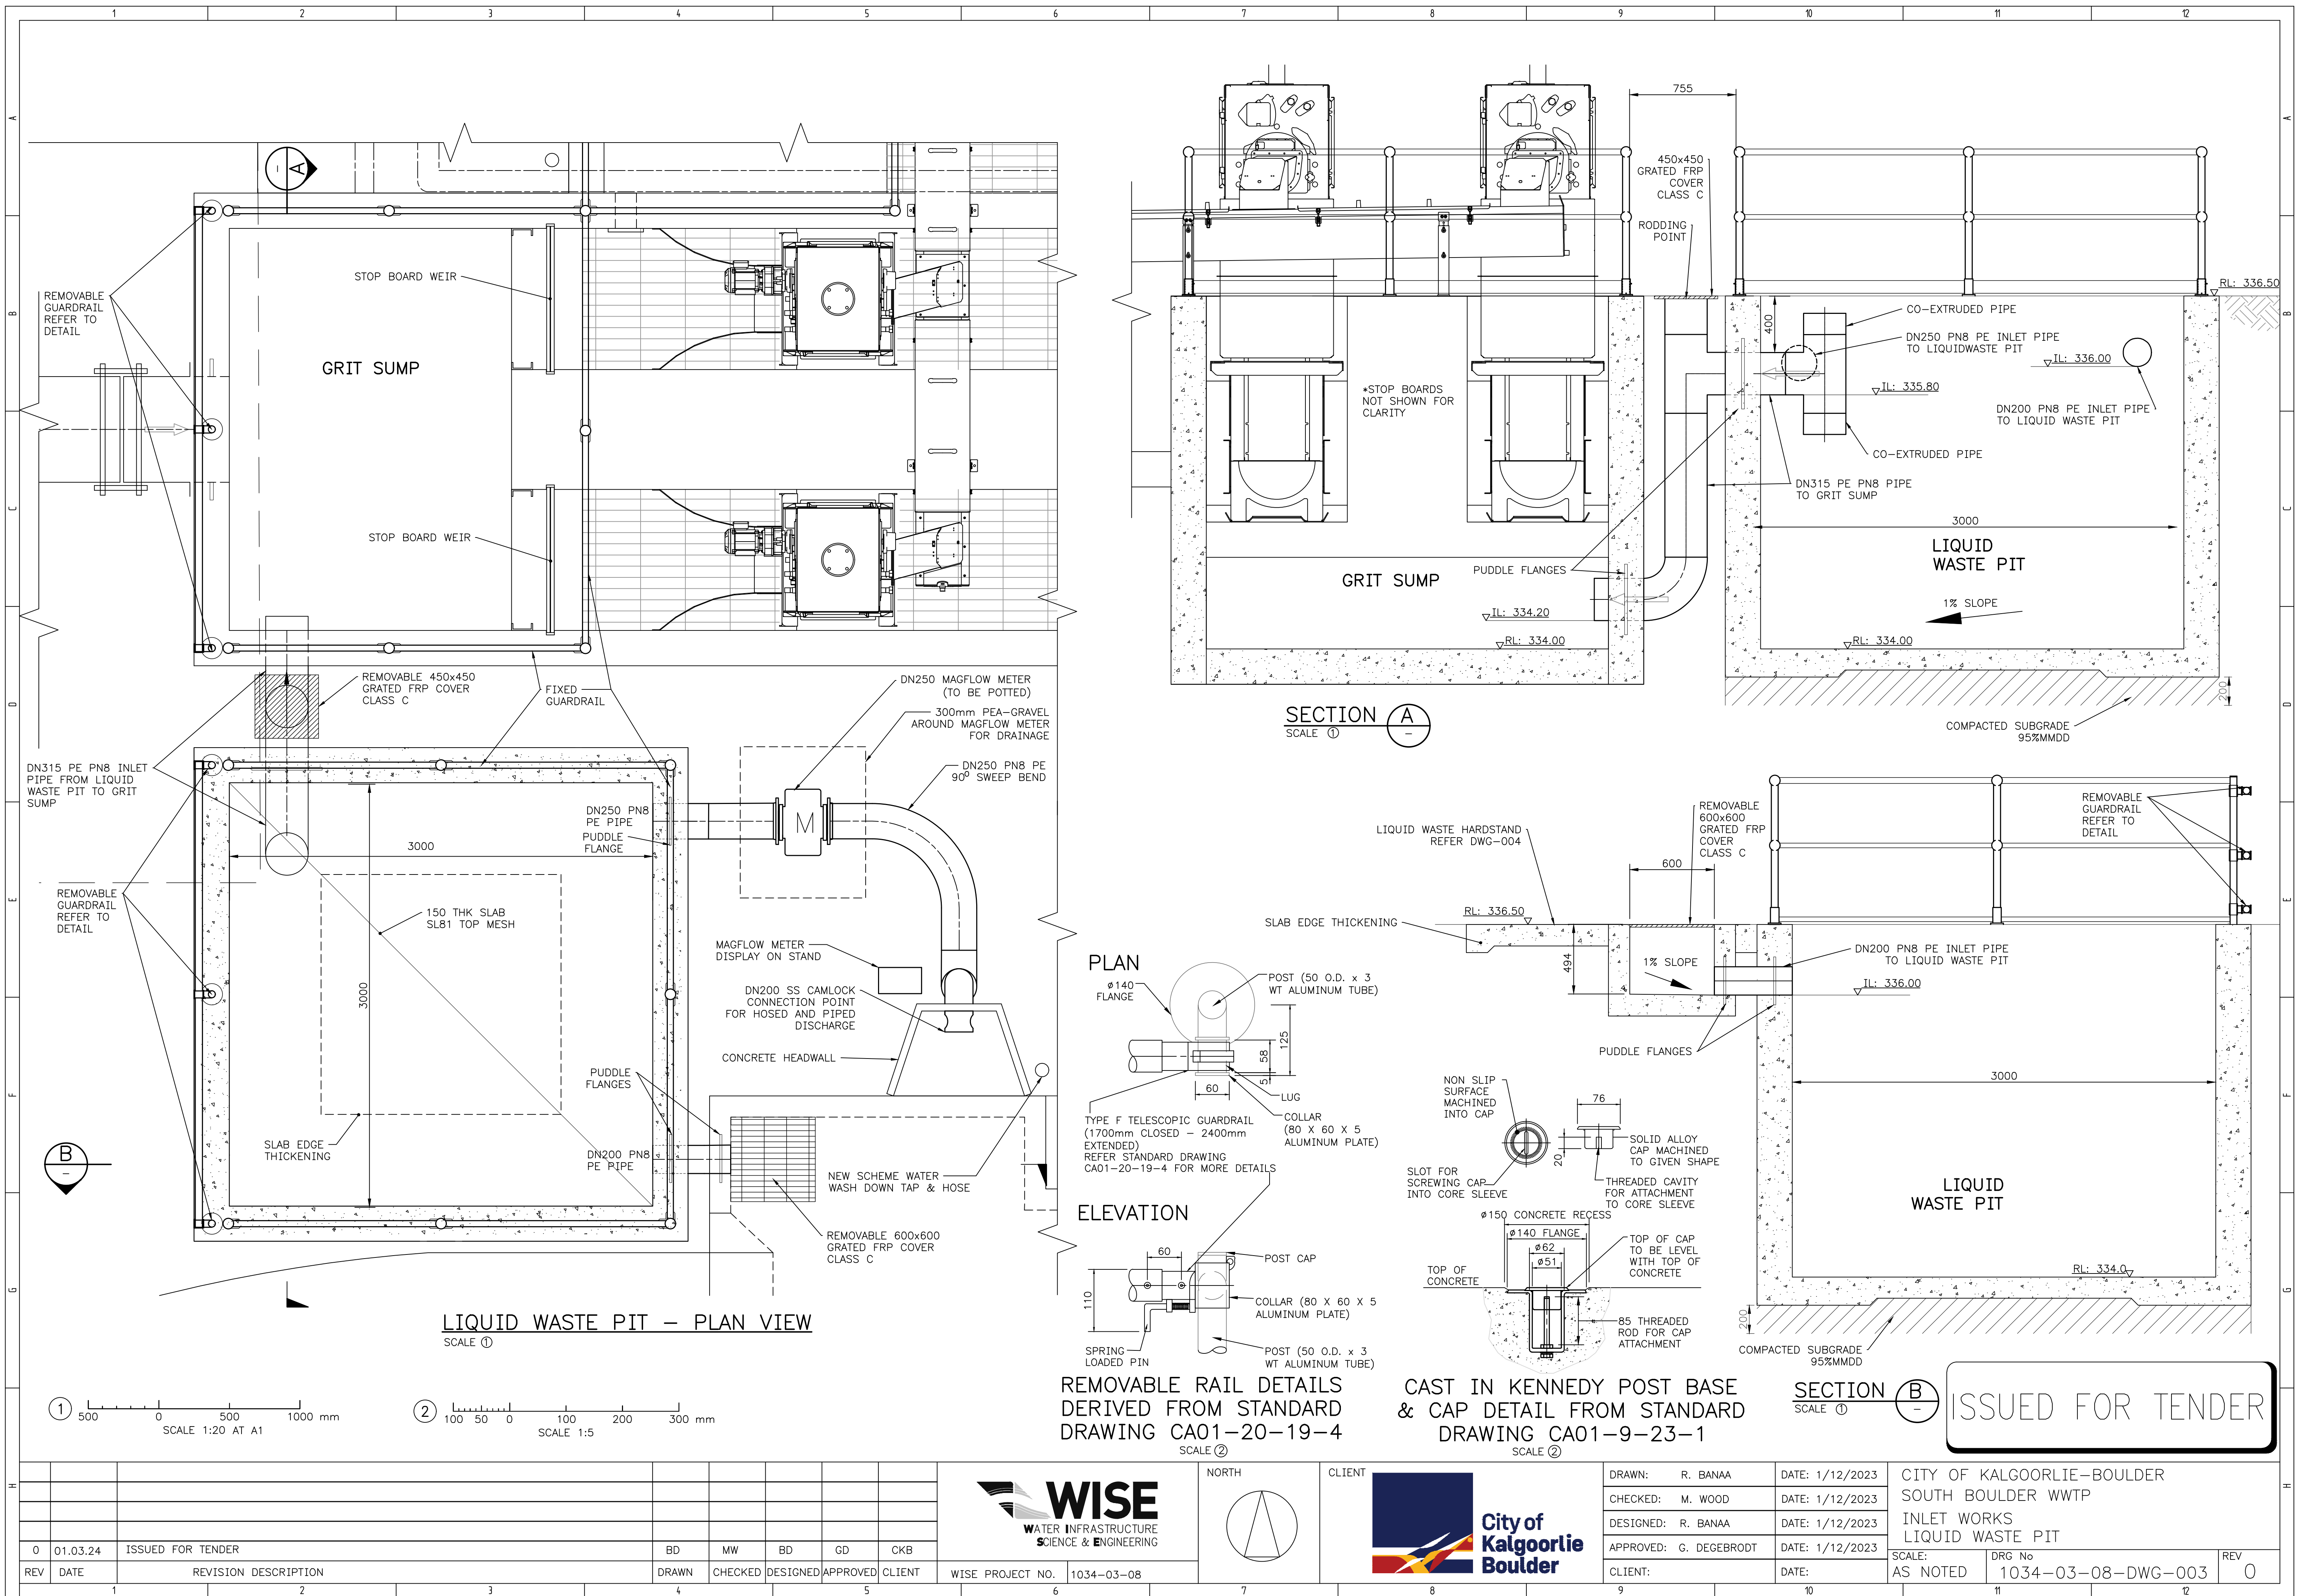 1 2 3 4 5 6 7 8 9 10 11 12
A
B
C
D
E
F
G
H
A
A
B
C
D
E
F
G
H
A
-
REMOVABLE
GUARDRAIL
REFER TO
DETAIL
STOP BOARD WEIR
GRIT SUMP
STOP BOARD WEIR
REMOVABLE 450x450
GRATED FRP COVER
CLASS C
FIXED
GUARDRAIL
DN250 MAGFLOW METER
(TO BE POTTED)
300mm PEA-GRAVEL
AROUND MAGFLOW METER
FOR DRAINAGE
DN250 PN8 PE
90° SWEEP BEND
DN315 PE PN8 INLET
PIPE FROM LIQUID
WASTE PIT TO GRIT
SUMP
DN250 PN8
PE PIPE
PUDDLE
FLANGE
M
3000
3000
REMOVABLE
GUARDRAIL
REFER TO
DETAIL
150 THK SLAB
SL81 TOP MESH
MAGFLOW METER
DISPLAY ON STAND
DN200 SS CAMLOCK
CONNECTION POINT
FOR HOSED AND PIPED
DISCHARGE
CONCRETE HEADWALL
PUDDLE
FLANGES
SLAB EDGE
THICKENING
DN200 PN8
PE PIPE
NEW SCHEME WATER
WASH DOWN TAP & HOSE
REMOVABLE 600x600
GRATED FRP COVER
CLASS C
B
-
LIQUID WASTE PIT - PLAN VIEW
SCALE ①
755
450x450
GRATED FRP
COVER
CLASS C
RODDING
POINT
RL: 336.50
400
CO-EXTRUDED PIPE
DN250 PN8 PE INLET PIPE
TO LIQUIDWASTE PIT
IL: 336.00
IL: 335.80
*STOP BOARDS
NOT SHOWN FOR
CLARITY
DN200 PN8 PE INLET PIPE
TO LIQUID WASTE PIT
CO-EXTRUDED PIPE
DN315 PE PN8 PIPE
TO GRIT SUMP
3000
LIQUID
WASTE PIT
GRIT SUMP
PUDDLE FLANGES
1% SLOPE
IL: 334.20
RL: 334.00
RL: 334.00
200
COMPACTED SUBGRADE
95%MMDD
SECTION A
SCALE ① -
LIQUID WASTE HARDSTAND
REFER DWG-004
REMOVABLE
600x600
GRATED FRP
COVER
CLASS C
REMOVABLE
GUARDRAIL
REFER TO
DETAIL
600
SLAB EDGE THICKENING
RL: 336.50
494
1% SLOPE
DN200 PN8 PE INLET PIPE
TO LIQUID WASTE PIT
IL: 336.00
PUDDLE FLANGES
3000
LIQUID
WASTE PIT
RL: 334.0
200
COMPACTED SUBGRADE
95%MMDD
SECTION B
SCALE ① -
PLAN
ø140
FLANGE
POST (50 O.D. x 3
WT ALUMINUM TUBE)
125
58
5
60
LUG
COLLAR
(80 X 60 X 5
ALUMINUM PLATE)
TYPE F TELESCOPIC GUARDRAIL
(1700mm CLOSED - 2400mm
EXTENDED)
REFER STANDARD DRAWING
CA01-20-19-4 FOR MORE DETAILS
ELEVATION
60
POST CAP
110
COLLAR (80 X 60 X 5
ALUMINUM PLATE)
SPRING
LOADED PIN
POST (50 O.D. x 3
WT ALUMINUM TUBE)
REMOVABLE RAIL DETAILS
DERIVED FROM STANDARD
DRAWING CA01-20-19-4
SCALE ②
NON SLIP
SURFACE
MACHINED
INTO CAP
76
20
SOLID ALLOY
CAP MACHINED
TO GIVEN SHAPE
SLOT FOR
SCREWING CAP
INTO CORE SLEEVE
THREADED CAVITY
FOR ATTACHMENT
TO CORE SLEEVE
ø150 CONCRETE RECESS
ø140 FLANGE
ø62
ø51
TOP OF CAP
TO BE LEVEL
WITH TOP OF
CONCRETE
TOP OF
CONCRETE
85 THREADED
ROD FOR CAP
ATTACHMENT
CAST IN KENNEDY POST BASE
& CAP DETAIL FROM STANDARD
DRAWING CA01-9-23-1
SCALE ②
ISSUED FOR TENDER
① 500 0 500 1000 mm
SCALE 1:20 AT A1
② 100 50 0 100 200 300 mm
SCALE 1:5
0 01.03.24 ISSUED FOR TENDER BD MW BD GD CKB
REV DATE REVISION DESCRIPTION DRAWN CHECKED DESIGNED APPROVED CLIENT
WISE
WATER INFRASTRUCTURE
SCIENCE & ENGINEERING
WISE PROJECT NO. 1034-03-08
NORTH
CLIENT
City of
Kalgoorlie
Boulder
DRAWN: R. BANAA DATE: 1/12/2023
CHECKED: M. WOOD DATE: 1/12/2023
DESIGNED: R. BANAA DATE: 1/12/2023
APPROVED: G. DEGEBRODT DATE: 1/12/2023
CLIENT: DATE:
CITY OF KALGOORLIE-BOULDER
SOUTH BOULDER WWTP
INLET WORKS
LIQUID WASTE PIT
SCALE: DRG No REV
AS NOTED 1034-03-08-DWG-003 0
1 2 3 4 5 6 7 8 9 10 11 12